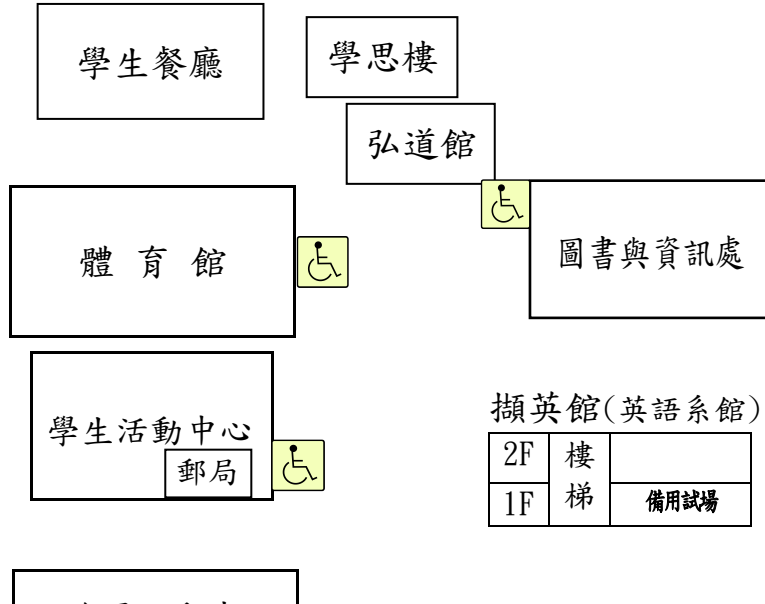 學生餐廳
學思樓
弘道館
體育館
圖書與資訊處
學生活動中心
郵局
擷英館(英語系館)
2F
樓梯
1F
備用試場